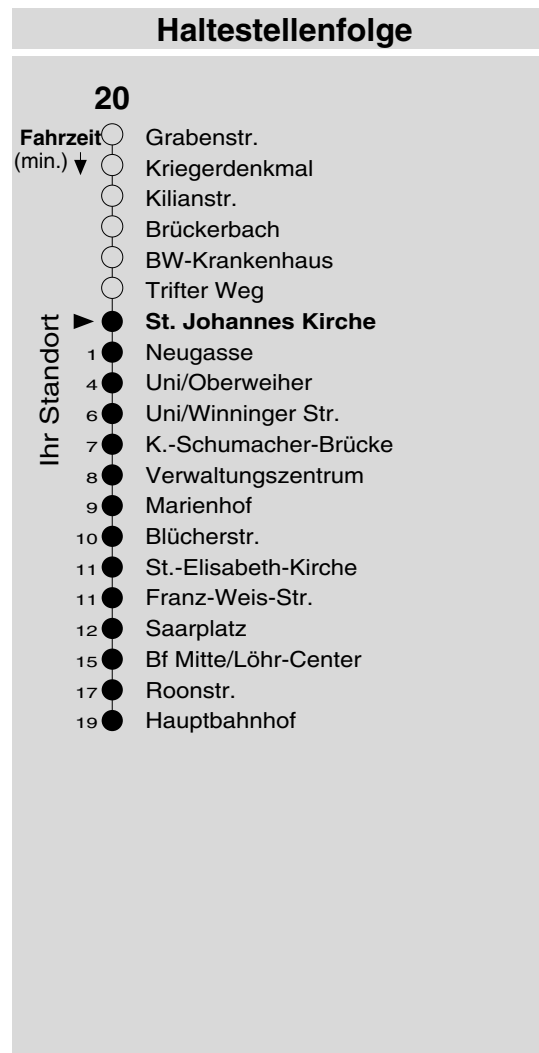 Haltestellenfolge
20
Fahrzeit Grabenstr.
(min.) Kriegerdenkmal
Kilianstr.
Brückerbach
BW-Krankenhaus
Trifter Weg
Ihr Standort
St. Johannes Kirche
1 Neugasse
4 Uni/Oberweiher
6 Uni/Winninger Str.
7 K.-Schumacher-Brücke
8 Verwaltungszentrum
9 Marienhof
10 Blücherstr.
11 St.-Elisabeth-Kirche
11 Franz-Weis-Str.
12 Saarplatz
15 Bf Mitte/Löhr-Center
17 Roonstr.
19 Hauptbahnhof